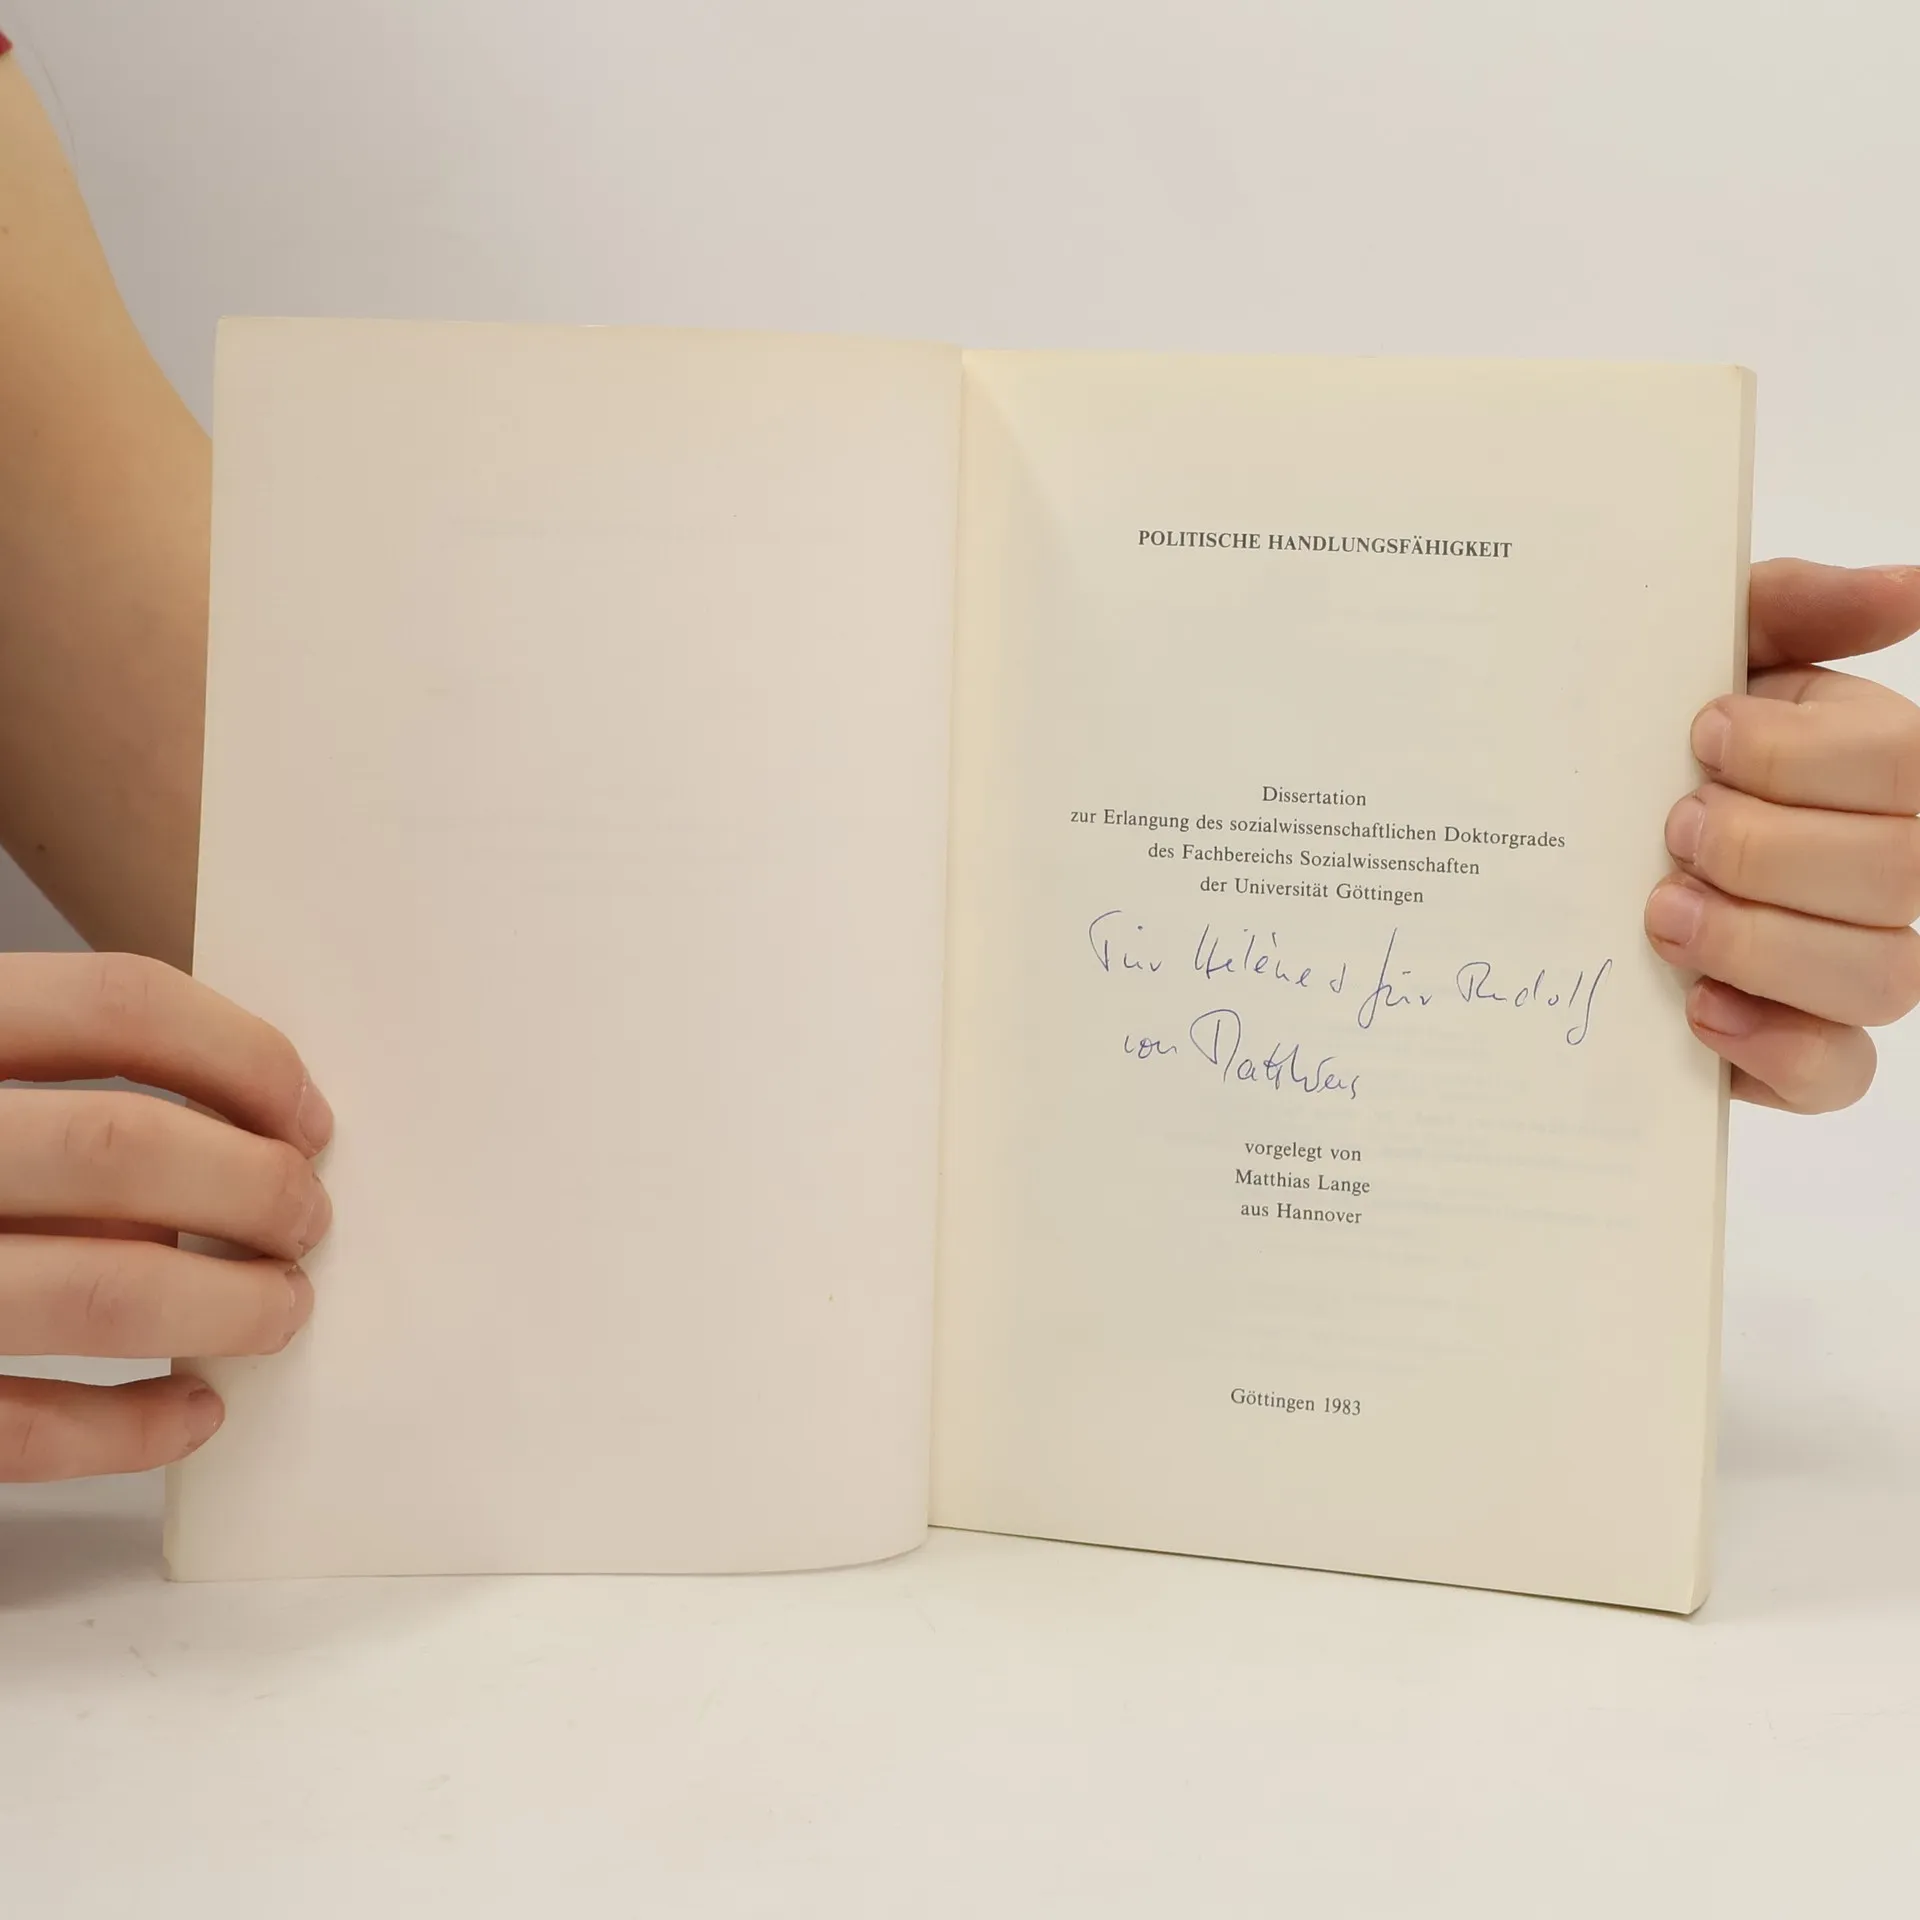 POLITISCHE HANDLUNGSFÄHIGKEIT
Dissertation
zur Erlangung des sozialwissenschaftlichen Doktorgrades
des Fachbereichs Sozialwissenschaften
der Universität Göttingen
Für Hélène & für Rudolf
von Matthias
vorgelegt von
Matthias Lange
aus Hannover
Göttingen 1983